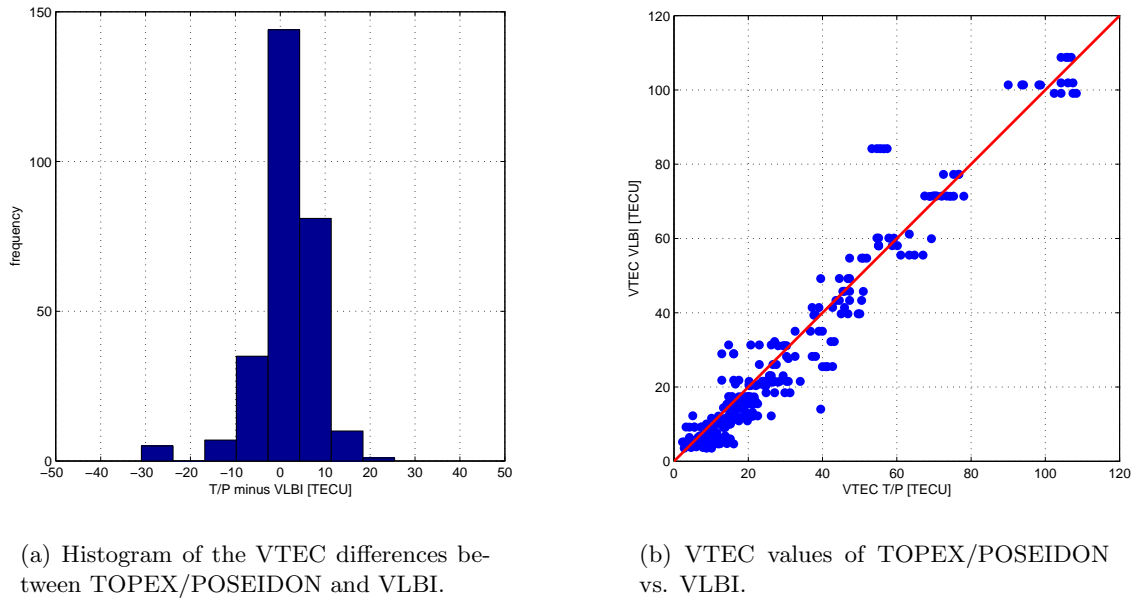 150
100
50
0
frequency
−50 −40 −30 −20 −10 0 10 20 30 40 50
T/P minus VLBI [TECU]
120
100
80
60
40
20
0
VTEC VLBI [TECU]
0 20 40 60 80 100 120
VTEC T/P [TECU]
(a) Histogram of the VTEC differences be-
tween TOPEX/POSEIDON and VLBI.
(b) VTEC values of TOPEX/POSEIDON
vs. VLBI.